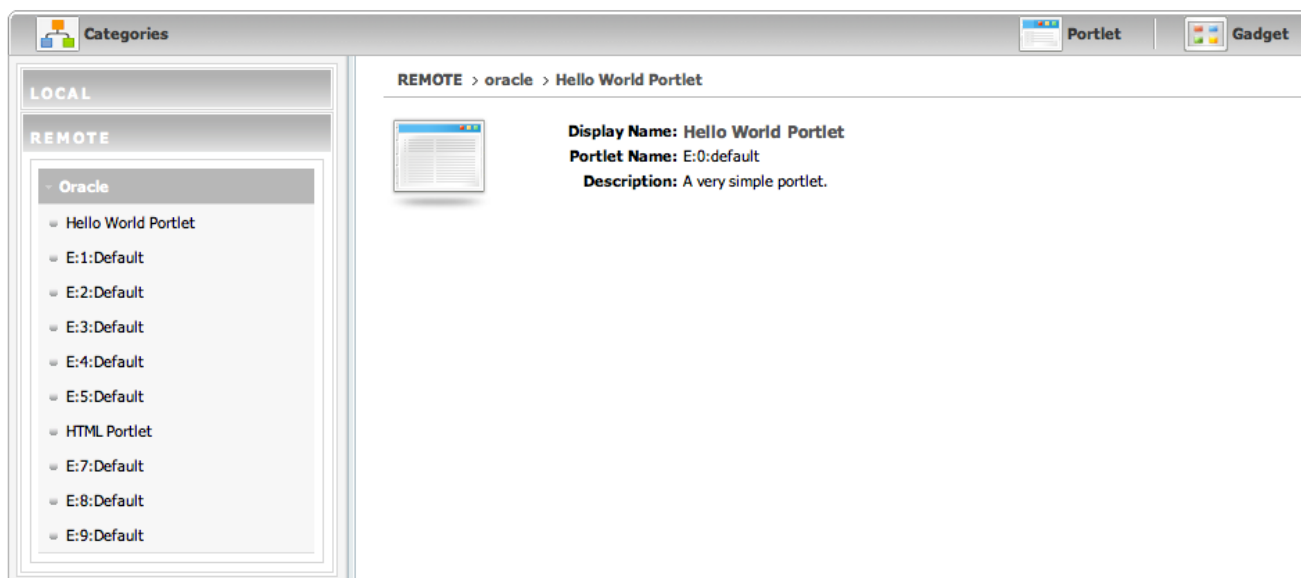 Categories
Portlet
Gadget
LOCAL
REMOTE
Oracle
Hello World Portlet
E:1:Default
E:2:Default
E:3:Default
E:4:Default
E:5:Default
HTML Portlet
E:7:Default
E:8:Default
E:9:Default
REMOTE > oracle > Hello World Portlet
Display Name: Hello World Portlet
Portlet Name: E:0:default
Description: A very simple portlet.